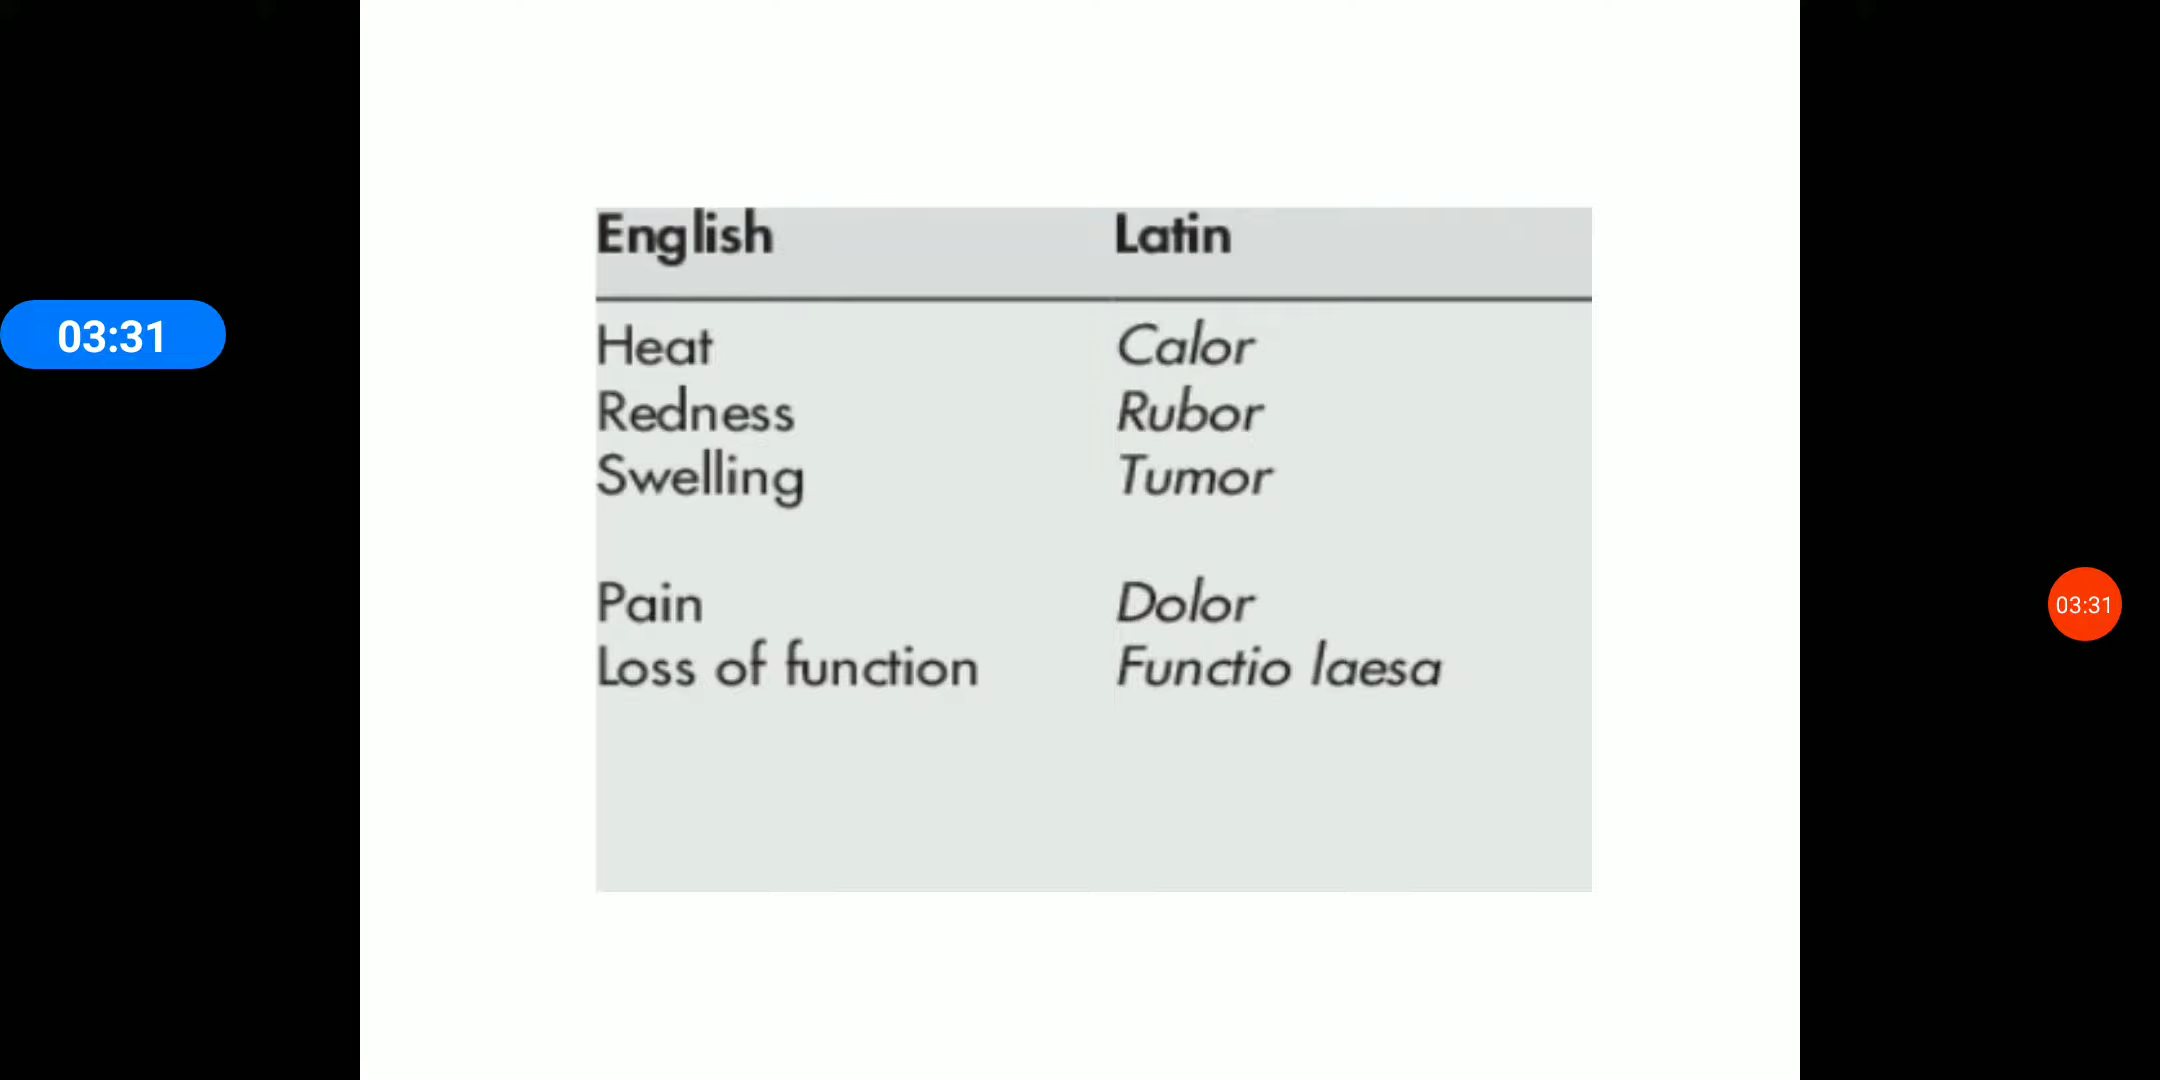 English Latin
03:31
Heat Calor
Redness Rubor
Swelling Tumor
Pain Dolor
03:31
Loss of function Functio laesa